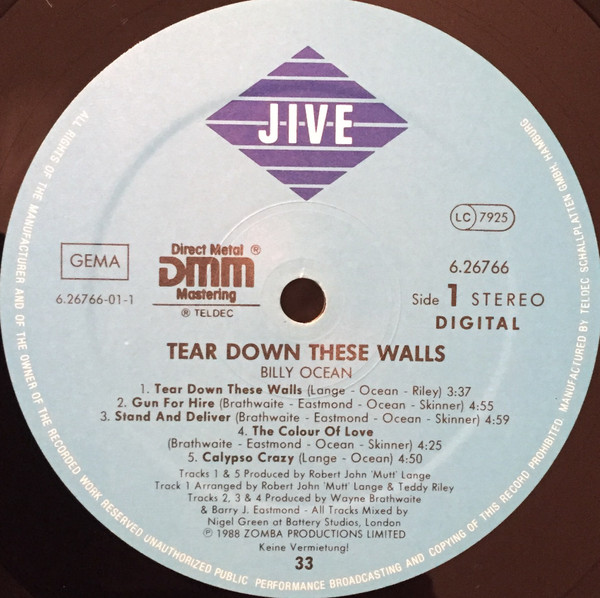 J-I-V-E
LC 7925
GEMA
6.26766-01-1
Direct Metal ®
DMM
Mastering
® TELDEC
6.26766
Side 1 STEREO
DIGITAL
TEAR DOWN THESE WALLS
BILLY OCEAN
1. Tear Down These Walls (Lange - Ocean - Riley) 3:37
2. Gun For Hire (Brathwaite - Eastmond - Ocean - Skinner) 4:55
3. Stand And Deliver (Brathwaite - Eastmond - Ocean - Skinner) 4:59
4. The Colour Of Love
(Brathwaite - Eastmond - Ocean - Skinner) 4:25
5. Calypso Crazy (Lange - Ocean) 4:50
Tracks 1 & 5 Produced by Robert John 'Mutt' Lange
Track 1 Arranged by Robert John 'Mutt' Lange & Teddy Riley
Tracks 2, 3 & 4 Produced by Wayne Brathwaite
& Barry J. Eastmond - All Tracks Mixed by
Nigel Green at Battery Studios, London
℗ 1988 ZOMBA PRODUCTIONS LIMITED
Keine Vermietung!
33
ALL RIGHTS OF THE MANUFACTURER AND OF THE OWNER OF THE RECORDED WORK RESERVED UNAUTHORIZED PUBLIC PERFORMANCE BROADCASTING AND COPYING OF THIS RECORD PROHIBITED. MANUFACTURED BY TELDEC SCHALLPLATTEN GMBH, HAMBURG